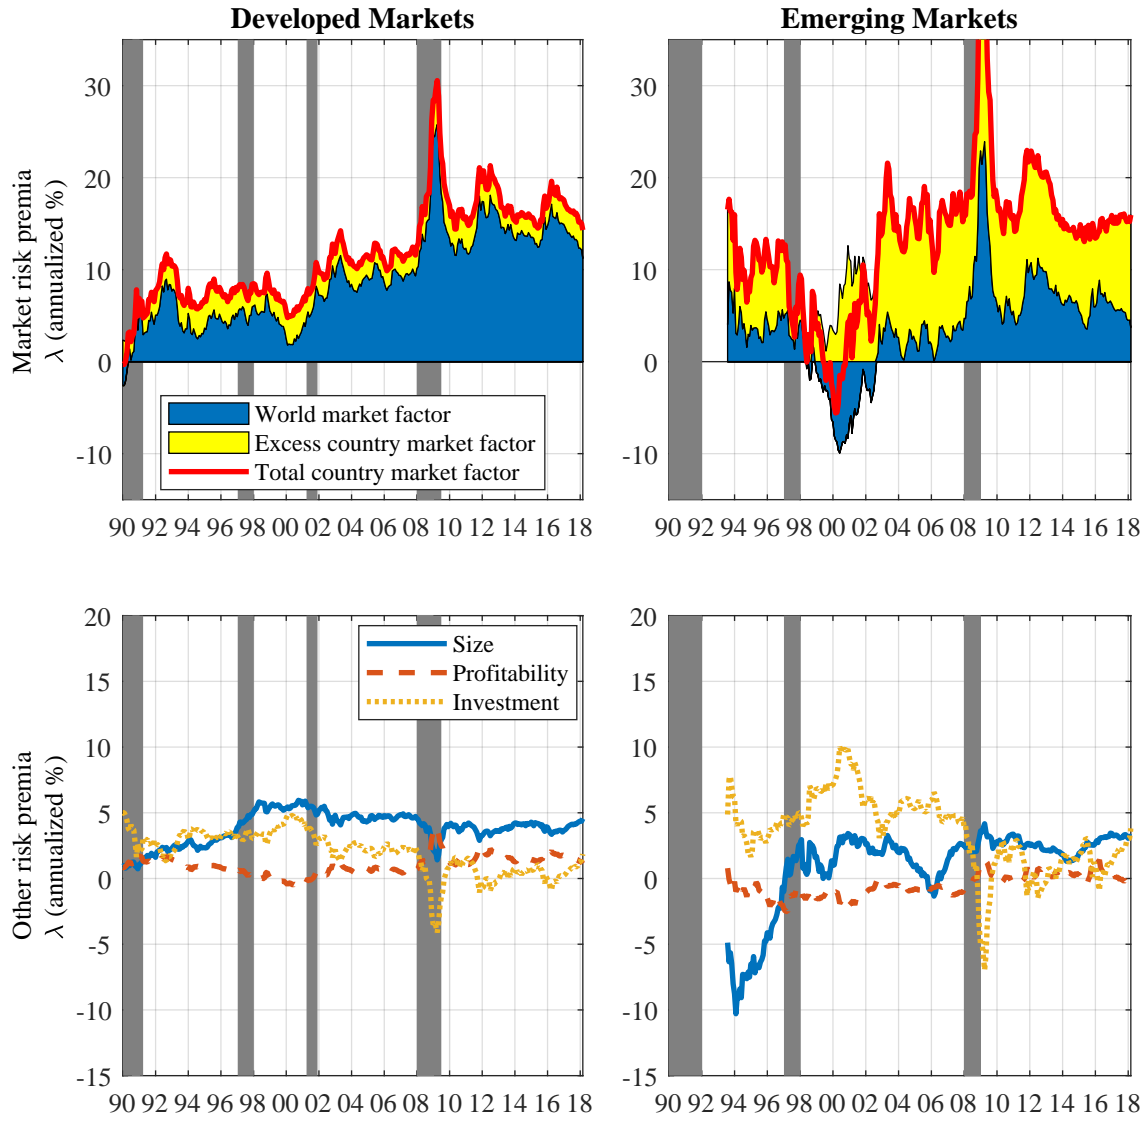 Developed Markets
Emerging Markets
Market risk premia
λ (annualized %)
30
20
10
0
-10
World market factor
Excess country market factor
Total country market factor
90 92 94 96 98 00 02 04 06 08 10 12 14 16 18
30
20
10
0
-10
90 92 94 96 98 00 02 04 06 08 10 12 14 16 18
Other risk premia
λ (annualized %)
20
15
10
5
0
-5
-10
-15
Size
Profitability
Investment
90 92 94 96 98 00 02 04 06 08 10 12 14 16 18
20
15
10
5
0
-5
-10
-15
90 92 94 96 98 00 02 04 06 08 10 12 14 16 18